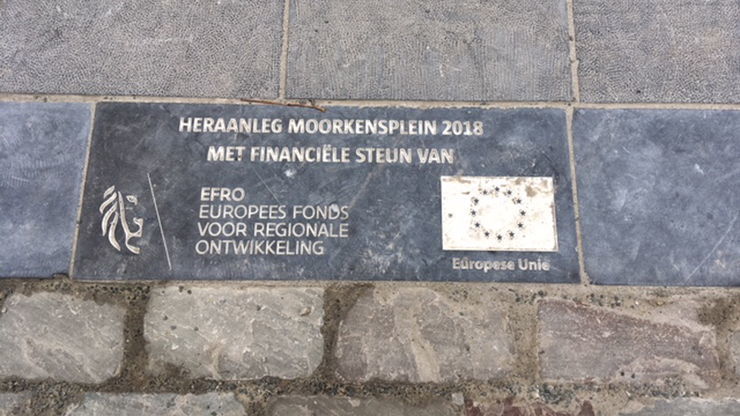 HERAANLEG MOORKENSPLEIN 2018
MET FINANCIËLE STEUN VAN
EFRO
EUROPEES FONDS
VOOR REGIONALE
ONTWIKKELING
Europese Unie